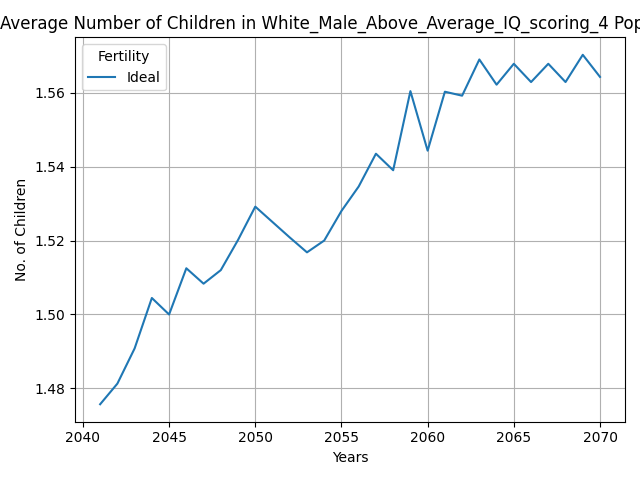 Average Number of Children in White_Male_Above_Average_IQ_scoring_4 Pop
Fertility
Ideal
1.56
1.54
1.52
1.50
1.48
No. of Children
2040 2045 2050 2055 2060 2065 2070
Years